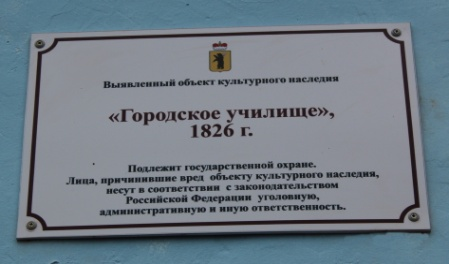 Выявленный объект культурного наследия
«Городское училище»,
1826 г.
Подлежит государственной охране.
Лица, причинившие вред объекту культурного наследия,
несут в соответствии с законодательством
Российской Федерации уголовную,
административную и иную ответственность.